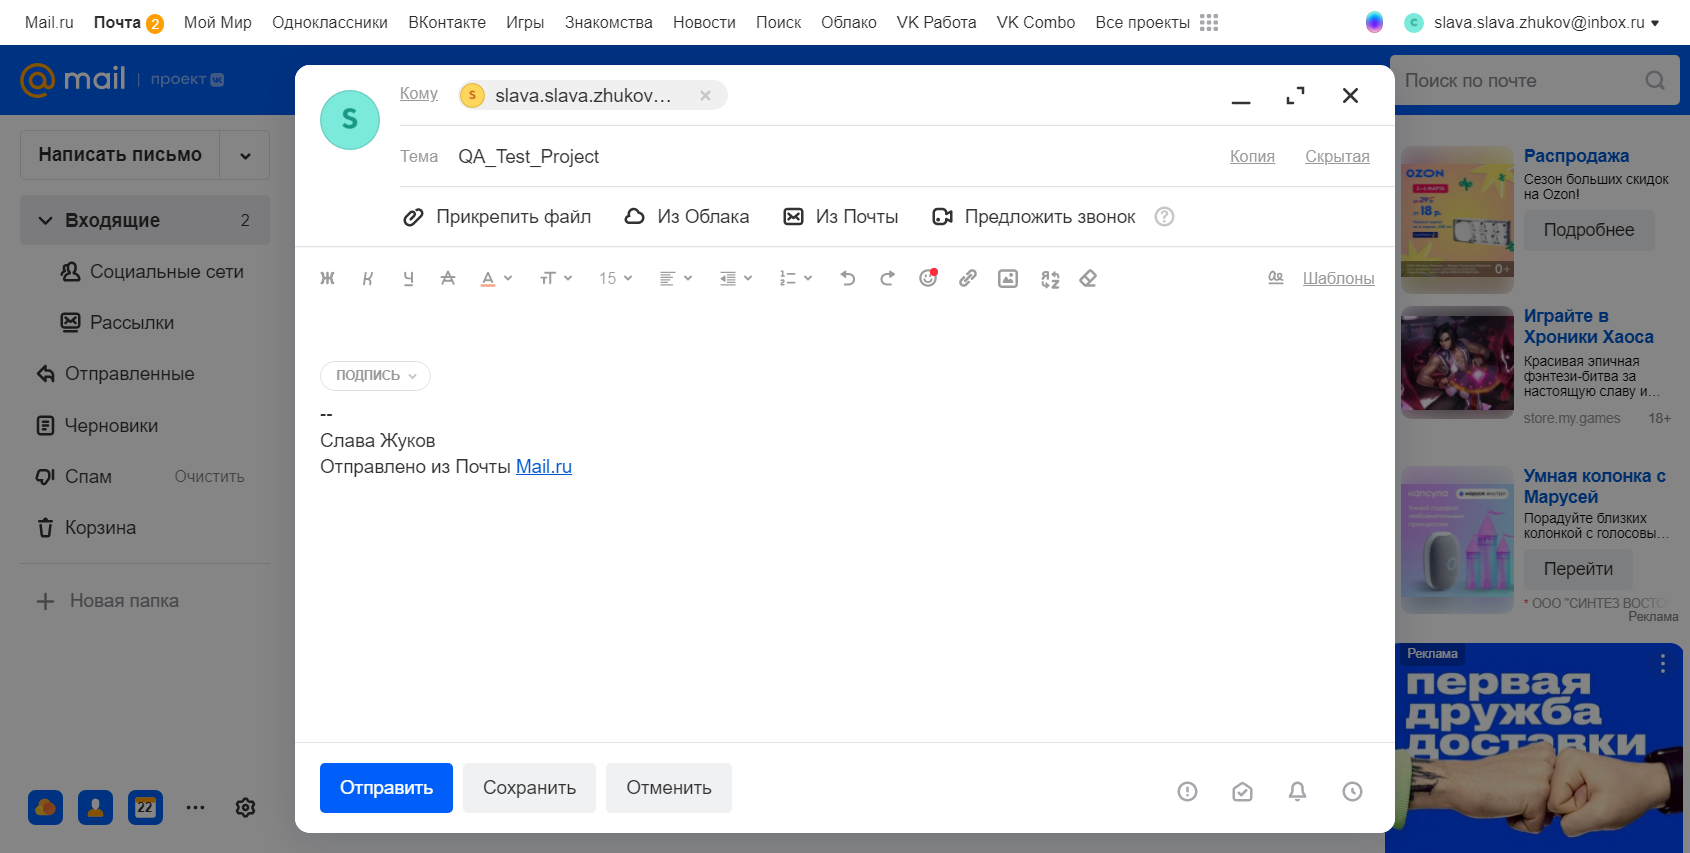 Mail.ru Почта 2 Мой Мир Одноклассники ВКонтакте Игры Знакомства Новости Поиск Облако VK Работа VK Combo Все проекты C slava.slava.zhukov@inbox.ru
mail | проект
Поиск по почте
Написать письмо
Входящие 2
Социальные сети
Рассылки
Отправленные
Черновики
Спам Очистить
Корзина
Новая папка
22
S
Кому S slava.slava.zhukov...
Тема QA_Test_Project Копия Скрытая
Прикрепить файл Из Облака Из Почты Предложить звонок ?
Ж К Ч А А тТ 15 Шаблоны
ПОДПИСЬ
--
Слава Жуков
Отправлено из Почты Mail.ru
Отправить Сохранить Отменить
OZON
18 р.
0+
Распродажа
Сезон больших скидок
на Ozon!
Подробнее
Играйте в
Хроники Хаоса
Красивая эпичная
фэнтези-битва за
настоящую славу и...
store.my.games 18+
капсула
Умная колонка с
Марусей
Порадуйте близких
колонкой с голосовы...
Перейти
* ООО "СИНТЕЗ ВОСТО
Реклама
Реклама
первая
дружба
доставки